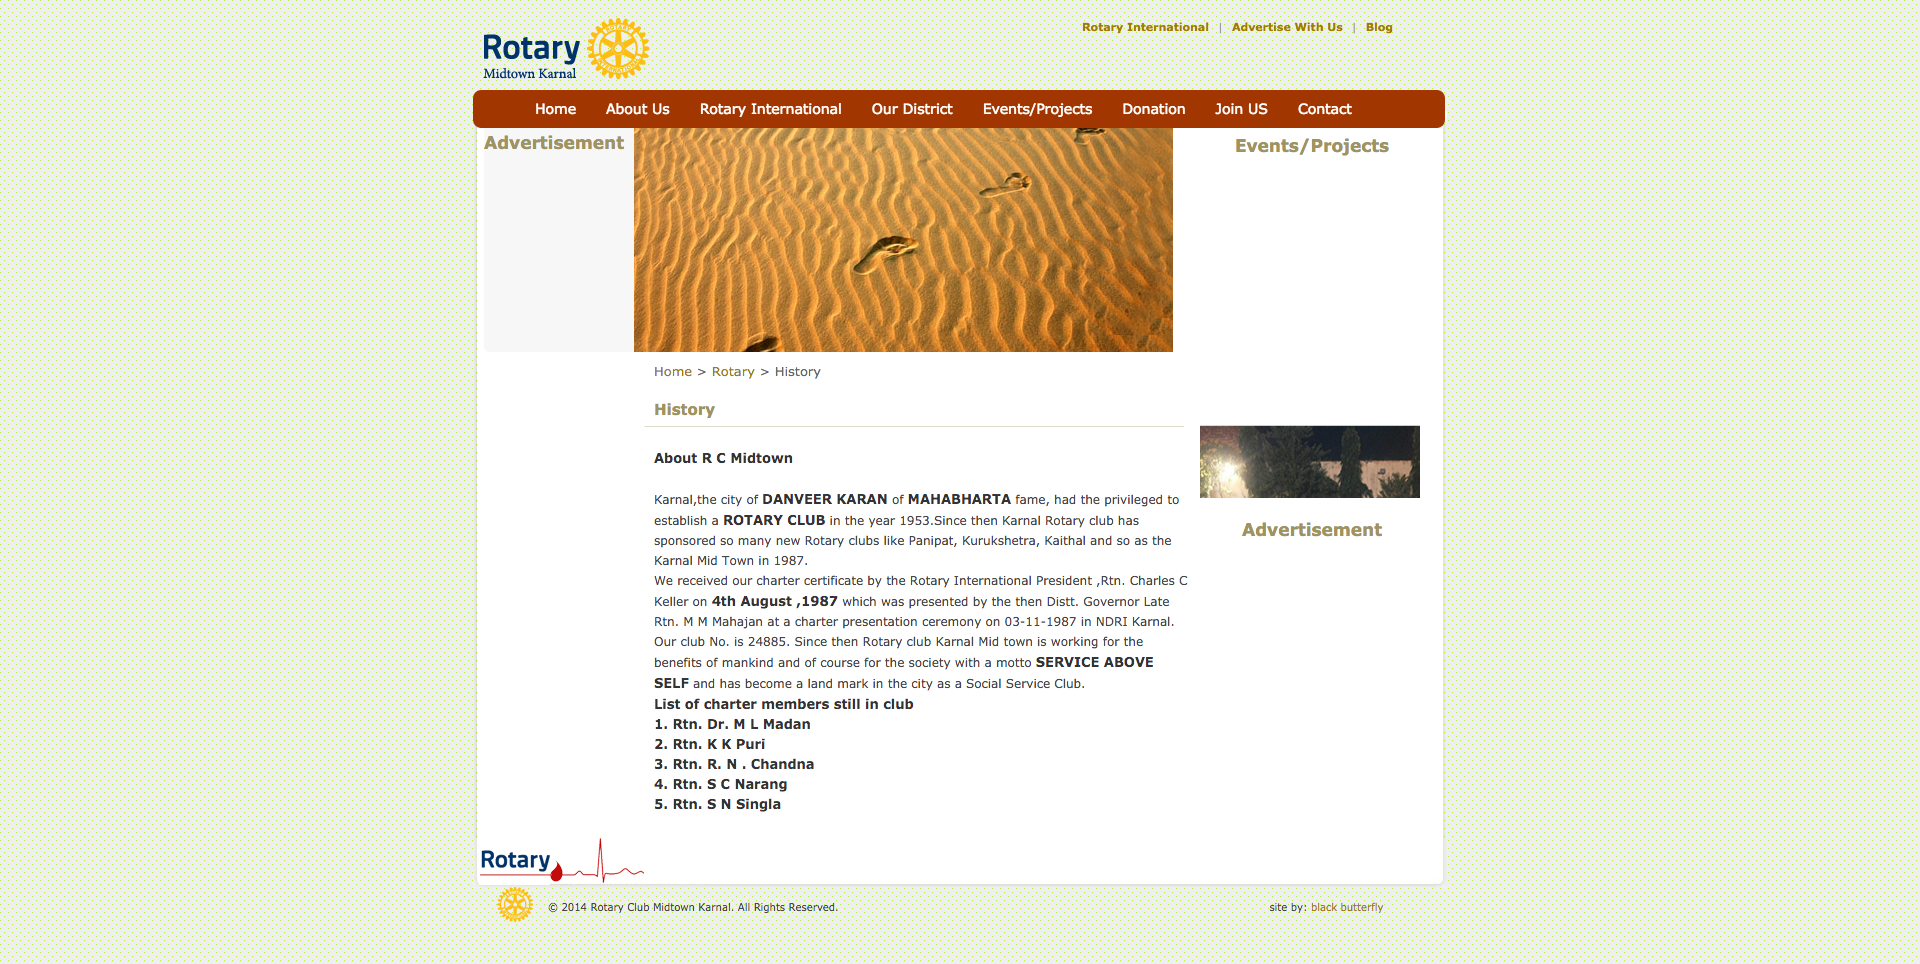 Rotary
Midtown Karnal
Rotary International | Advertise With Us | Blog
Home About Us Rotary International Our District Events/Projects Donation Join US Contact
Advertisement
Events/Projects
Home > Rotary > History
History
About R C Midtown
Karnal,the city of DANVEER KARAN of MAHABHARTA fame, had the privileged to
establish a ROTARY CLUB in the year 1953.Since then Karnal Rotary club has
sponsored so many new Rotary clubs like Panipat, Kurukshetra, Kaithal and so as the
Karnal Mid Town in 1987.
We received our charter certificate by the Rotary International President ,Rtn. Charles C
Keller on 4th August ,1987 which was presented by the then Distt. Governor Late
Rtn. M M Mahajan at a charter presentation ceremony on 03-11-1987 in NDRI Karnal.
Our club No. is 24885. Since then Rotary club Karnal Mid town is working for the
benefits of mankind and of course for the society with a motto SERVICE ABOVE
SELF and has become a land mark in the city as a Social Service Club.
List of charter members still in club
1. Rtn. Dr. M L Madan
2. Rtn. K K Puri
3. Rtn. R. N . Chandna
4. Rtn. S C Narang
5. Rtn. S N Singla
Advertisement
Rotary
© 2014 Rotary Club Midtown Karnal. All Rights Reserved.
site by: black butterfly